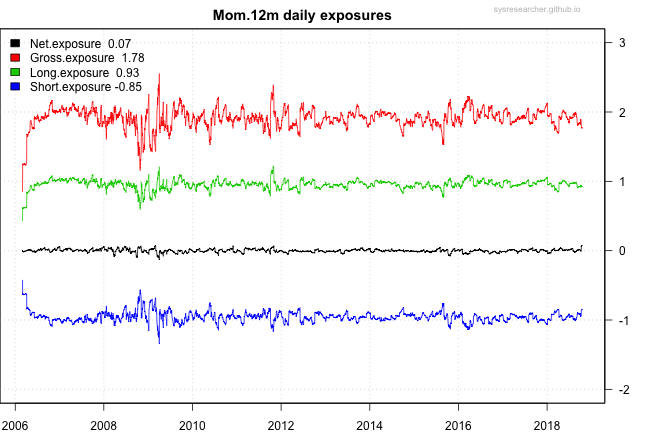 Mom.12m daily exposures
sysresearcher.github.io
Net.exposure 0.07
Gross.exposure 1.78
Long.exposure 0.93
Short.exposure -0.85
3
2
1
0
-1
-2
2006 2008 2010 2012 2014 2016 2018